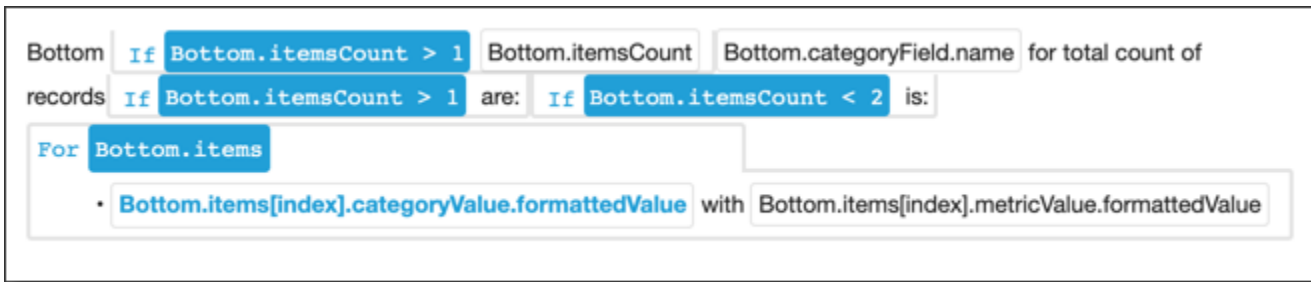 Bottom If Bottom.itemsCount > 1 Bottom.itemsCount Bottom.categoryField.name for total count of
records If Bottom.itemsCount > 1 are: If Bottom.itemsCount < 2 is:
For Bottom.items
• Bottom.items[index].categoryValue.formattedValue with Bottom.items[index].metricValue.formattedValue